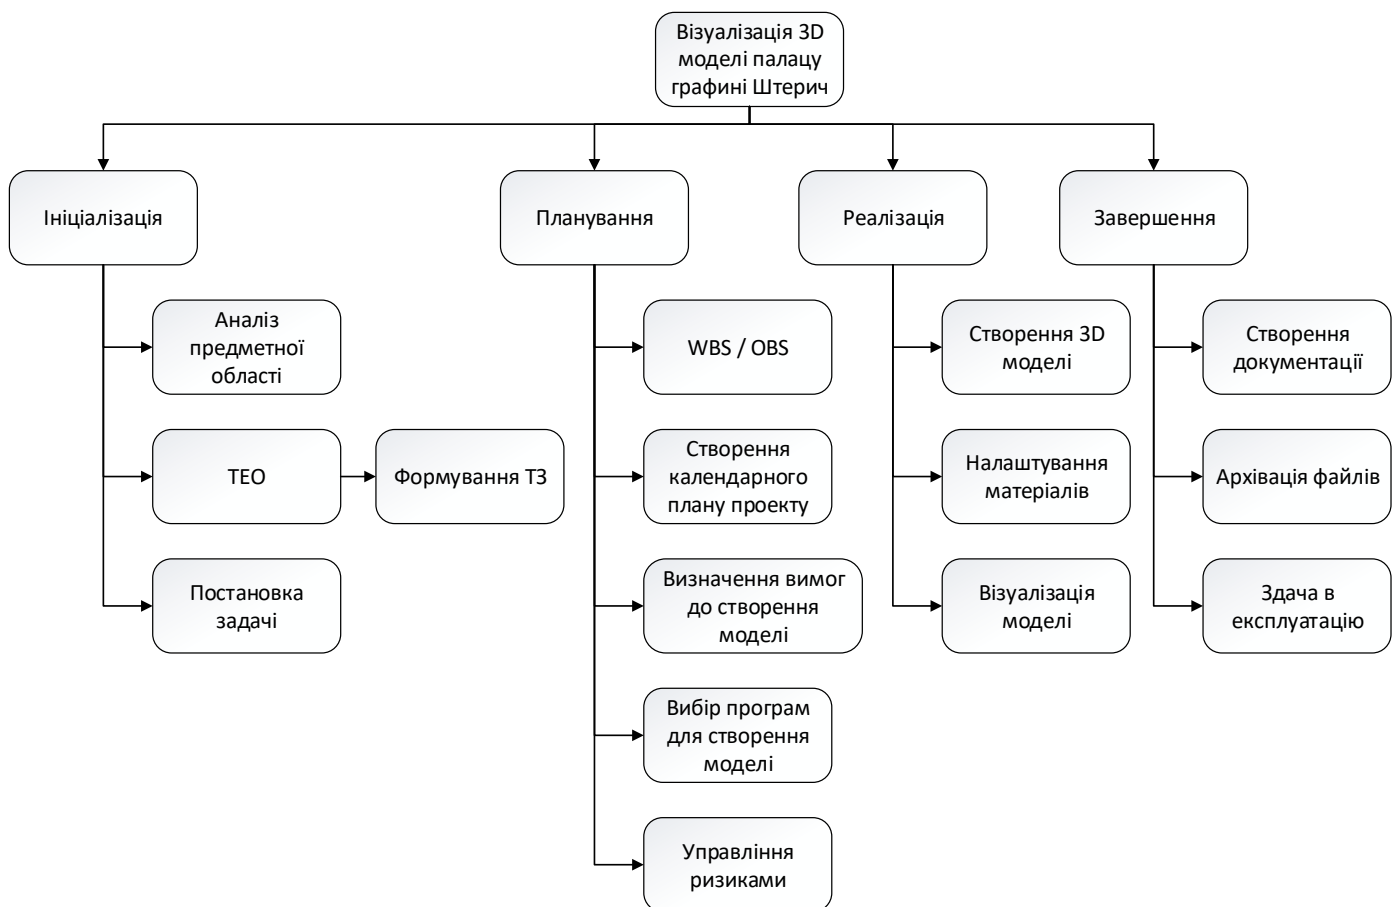 Візуалізація 3D
моделі палацу
графині Штерич
Ініціалізація
Планування
Реалізація
Завершення
Аналіз
предметної
області
WBS / OBS
Створення 3D
моделі
Створення
документації
ТЕО
Формування ТЗ
Створення
календарного
плану проекту
Налаштування
матеріалів
Архівація файлів
Постановка
задачі
Визначення вимог
до створення
моделі
Візуалізація
моделі
Здача в
експлуатацію
Вибір програм
для створення
моделі
Управління
ризиками